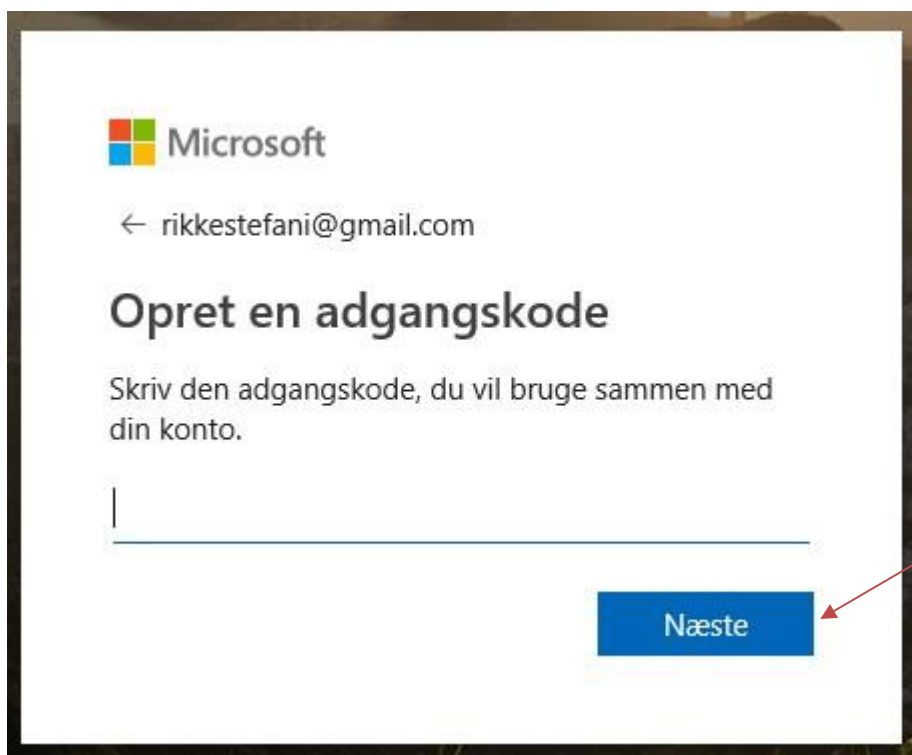 Microsoft
← rikkestefani@gmail.com
Opret en adgangskode
Skriv den adgangskode, du vil bruge sammen med
din konto.
Næste